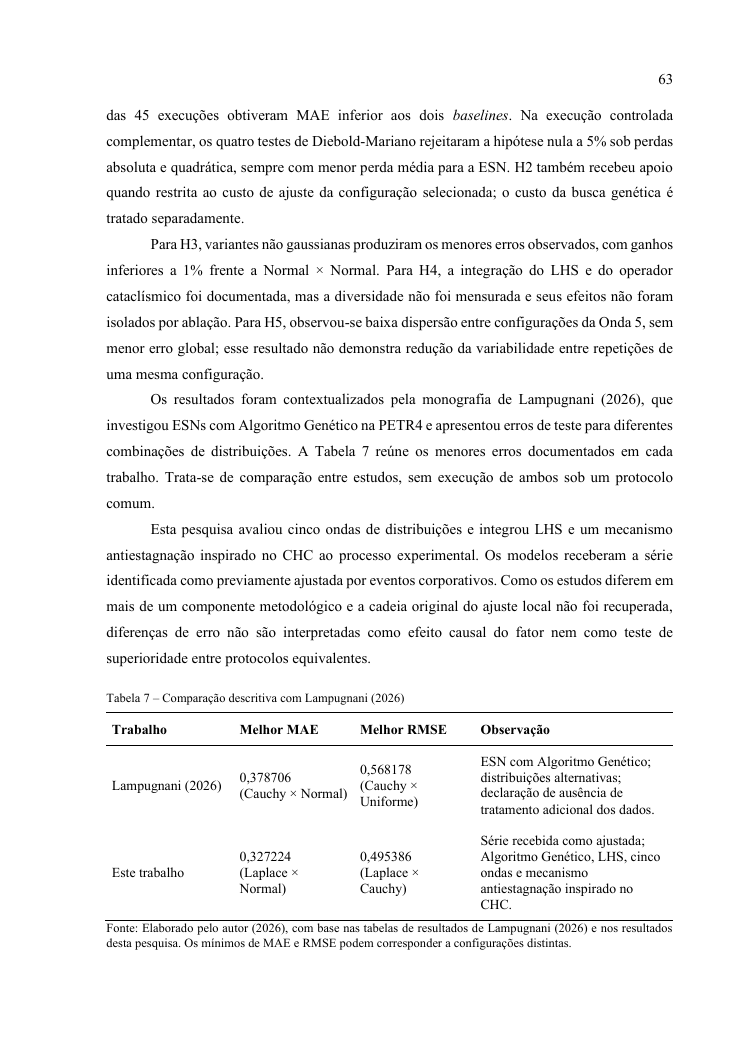 63
das 45 execuções obtiveram MAE inferior aos dois baselines. Na execução controlada
complementar, os quatro testes de Diebold-Mariano rejeitaram a hipótese nula a 5% sob perdas
absoluta e quadrática, sempre com menor perda média para a ESN. H2 também recebeu apoio
quando restrita ao custo de ajuste da configuração selecionada; o custo da busca genética é
tratado separadamente.
Para H3, variantes não gaussianas produziram os menores erros observados, com ganhos
inferiores a 1% frente a Normal × Normal. Para H4, a integração do LHS e do operador
cataclísmico foi documentada, mas a diversidade não foi mensurada e seus efeitos não foram
isolados por ablação. Para H5, observou-se baixa dispersão entre configurações da Onda 5, sem
menor erro global; esse resultado não demonstra redução da variabilidade entre repetições de
uma mesma configuração.
Os resultados foram contextualizados pela monografia de Lampugnani (2026), que
investigou ESNs com Algoritmo Genético na PETR4 e apresentou erros de teste para diferentes
combinações de distribuições. A Tabela 7 reúne os menores erros documentados em cada
trabalho. Trata-se de comparação entre estudos, sem execução de ambos sob um protocolo
comum.
Esta pesquisa avaliou cinco ondas de distribuições e integrou LHS e um mecanismo
antiestagnação inspirado no CHC ao processo experimental. Os modelos receberam a série
identificada como previamente ajustada por eventos corporativos. Como os estudos diferem em
mais de um componente metodológico e a cadeia original do ajuste local não foi recuperada,
diferenças de erro não são interpretadas como efeito causal do fator nem como teste de
superioridade entre protocolos equivalentes.
Tabela 7 – Comparação descritiva com Lampugnani (2026)
Trabalho Melhor MAE Melhor RMSE Observação
Lampugnani (2026)
0,378706
(Cauchy × Normal)
0,568178
(Cauchy ×
Uniforme)
ESN com Algoritmo Genético;
distribuições alternativas;
declaração de ausência de
tratamento adicional dos dados.
Este trabalho
0,327224
(Laplace ×
Normal)
0,495386
(Laplace ×
Cauchy)
Série recebida como ajustada;
Algoritmo Genético, LHS, cinco
ondas e mecanismo
antiestagnação inspirado no
CHC.
Fonte: Elaborado pelo autor (2026), com base nas tabelas de resultados de Lampugnani (2026) e nos resultados
desta pesquisa. Os mínimos de MAE e RMSE podem corresponder a configurações distintas.